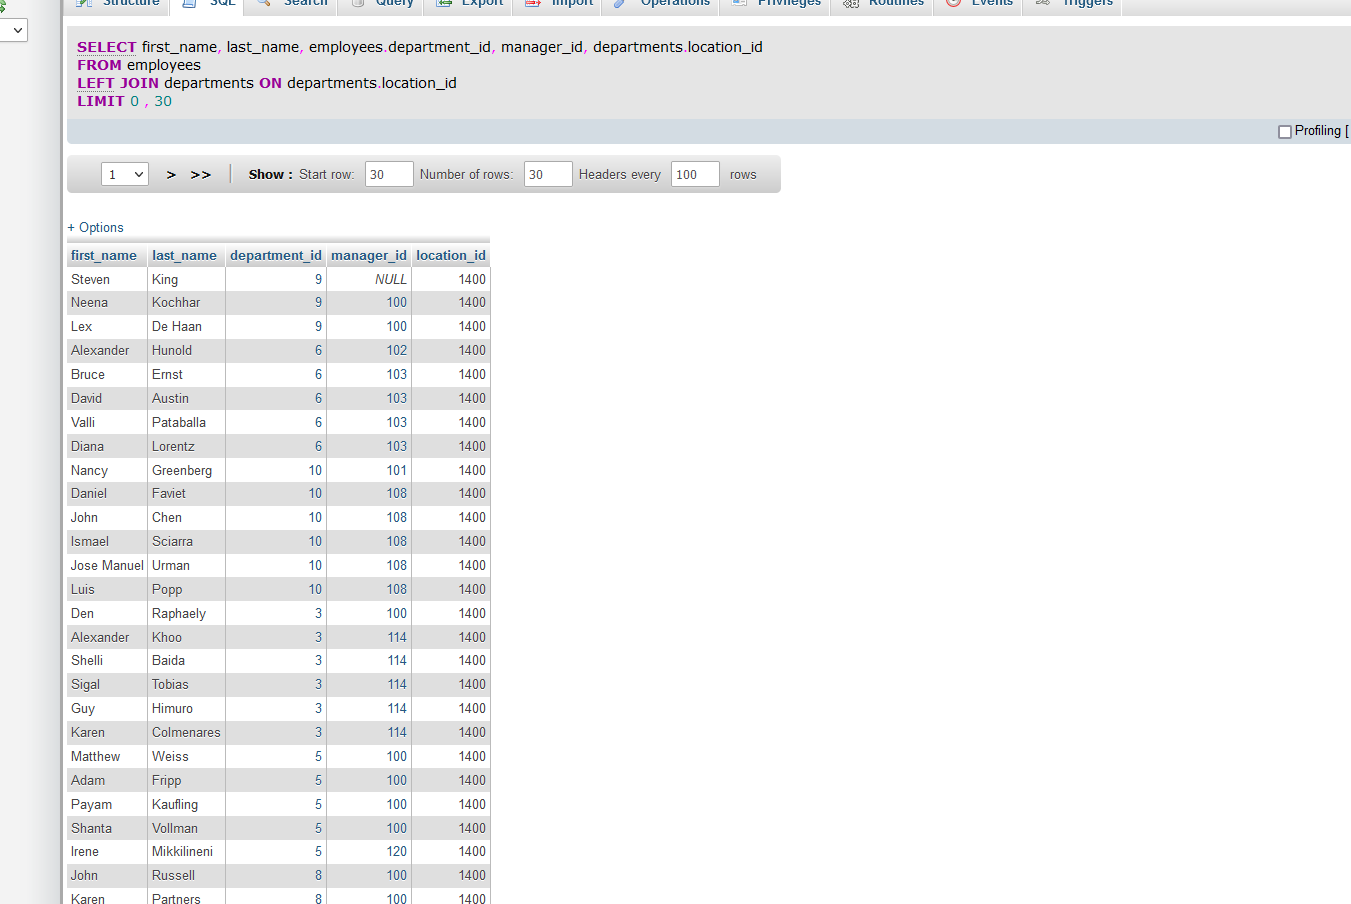 Structure SQL Search Query Export Import Operations Privileges Routines Events Triggers
SELECT first_name, last_name, employees.department_id, manager_id, departments.location_id
FROM employees
LEFT JOIN departments ON departments.location_id
LIMIT 0 , 30
Profiling [
1 > >> Show : Start row: 30 Number of rows: 30 Headers every 100 rows
+ Options
first_name last_name department_id manager_id location_id
Steven King 9 NULL 1400
Neena Kochhar 9 100 1400
Lex De Haan 9 100 1400
Alexander Hunold 6 102 1400
Bruce Ernst 6 103 1400
David Austin 6 103 1400
Valli Pataballa 6 103 1400
Diana Lorentz 6 103 1400
Nancy Greenberg 10 101 1400
Daniel Faviet 10 108 1400
John Chen 10 108 1400
Ismael Sciarra 10 108 1400
Jose Manuel Urman 10 108 1400
Luis Popp 10 108 1400
Den Raphaely 3 100 1400
Alexander Khoo 3 114 1400
Shelli Baida 3 114 1400
Sigal Tobias 3 114 1400
Guy Himuro 3 114 1400
Karen Colmenares 3 114 1400
Matthew Weiss 5 100 1400
Adam Fripp 5 100 1400
Payam Kaufling 5 100 1400
Shanta Vollman 5 100 1400
Irene Mikkilineni 5 120 1400
John Russell 8 100 1400
Karen Partners 8 100 1400